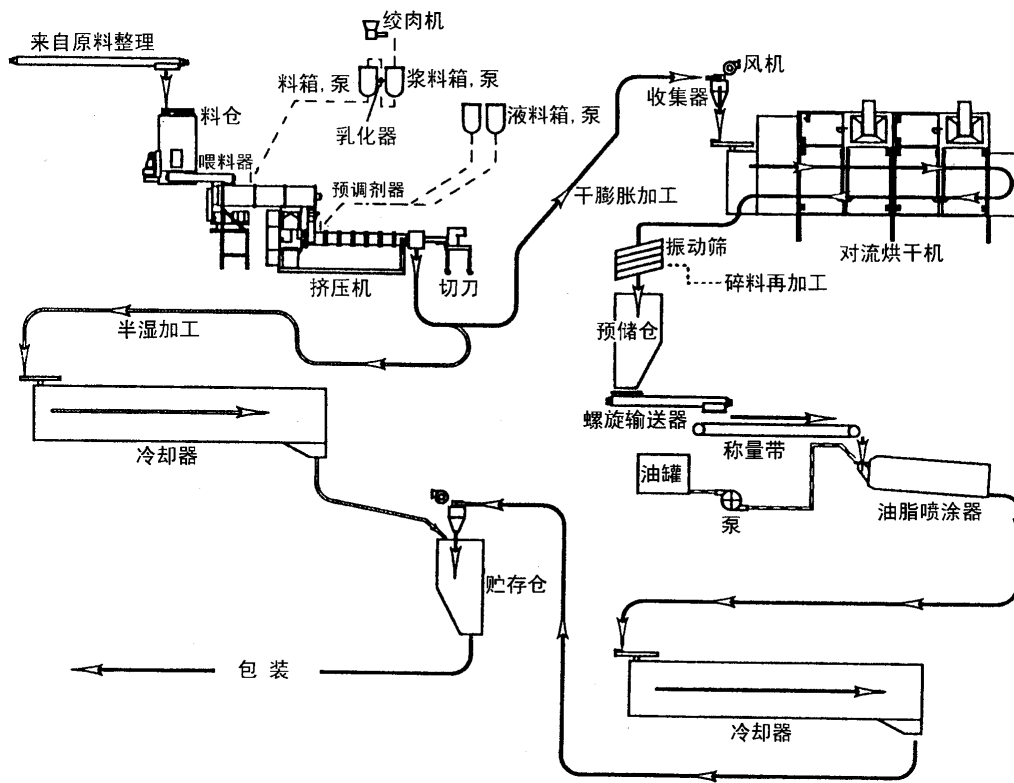 绞肉机
来自原料整理
风机
料箱, 泵
浆料箱, 泵
收集器
料仓
乳化器
液料箱, 泵
喂料器
预调剂器
干膨胀加工
挤压机
切刀
振动筛
对流烘干机
碎料再加工
半湿加工
预储仓
螺旋输送器
称量带
冷却器
油罐
泵
油脂喷涂器
贮存仓
包装
冷却器